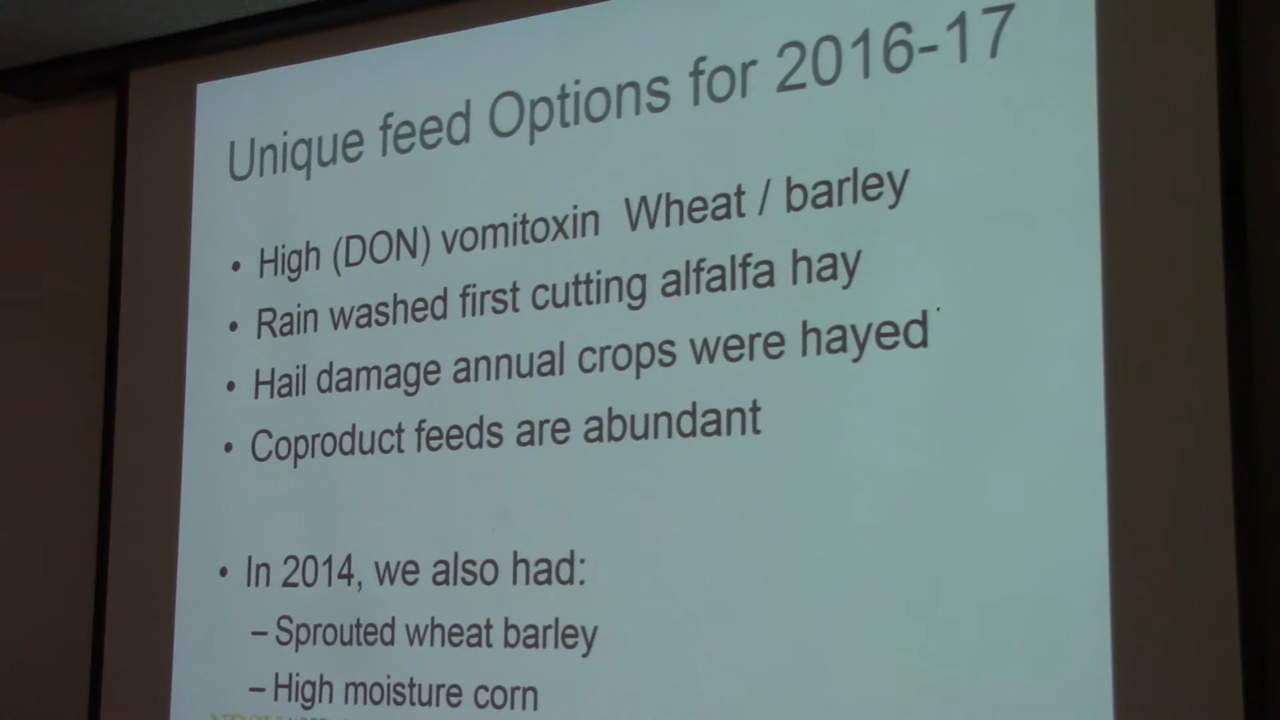 Unique feed Options for 2016-17
• High (DON) vomitoxin Wheat / barley
• Rain washed first cutting alfalfa hay
• Hail damage annual crops were hayed
• Coproduct feeds are abundant
• In 2014, we also had:
– Sprouted wheat barley
– High moisture corn